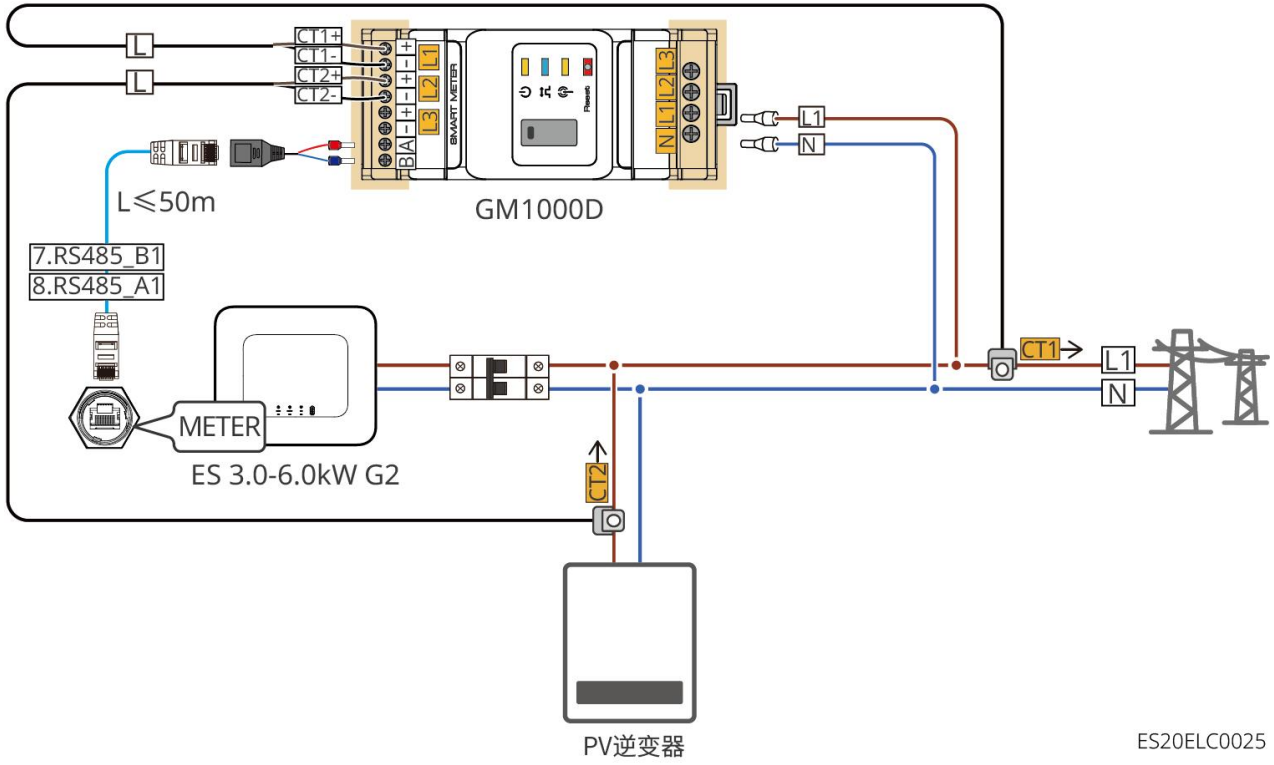 L
L
CT1+
CT1-
CT2+
CT2-
+
-
+
-
+
-
A
B
L1
L2
L3
SMART METER
Reset
L3
L2
L1
N
L1
N
L≤50m
GM1000D
7.RS485_B1
8.RS485_A1
METER
ES 3.0-6.0kW G2
CT1
L1
N
CT2
PV逆变器
ES20ELC0025